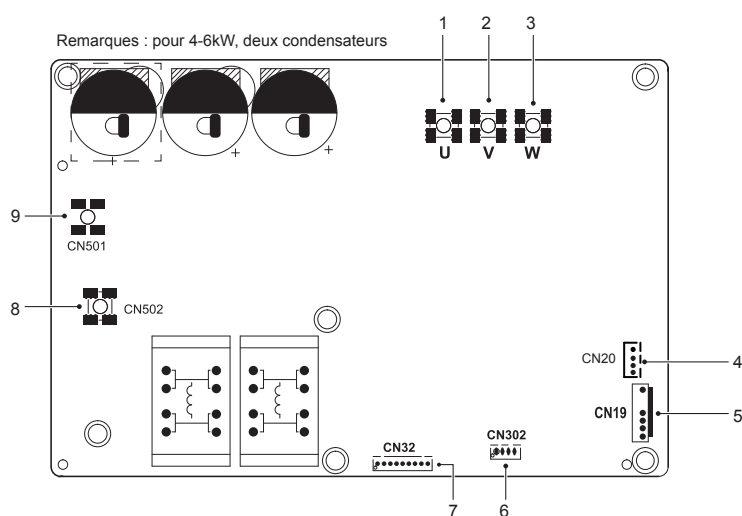 Remarques : pour 4-6kW, deux condensateurs
1 2 3
U V W
9
CN501
8 CN502
CN20 4
CN19 5
CN32
CN302
7 6